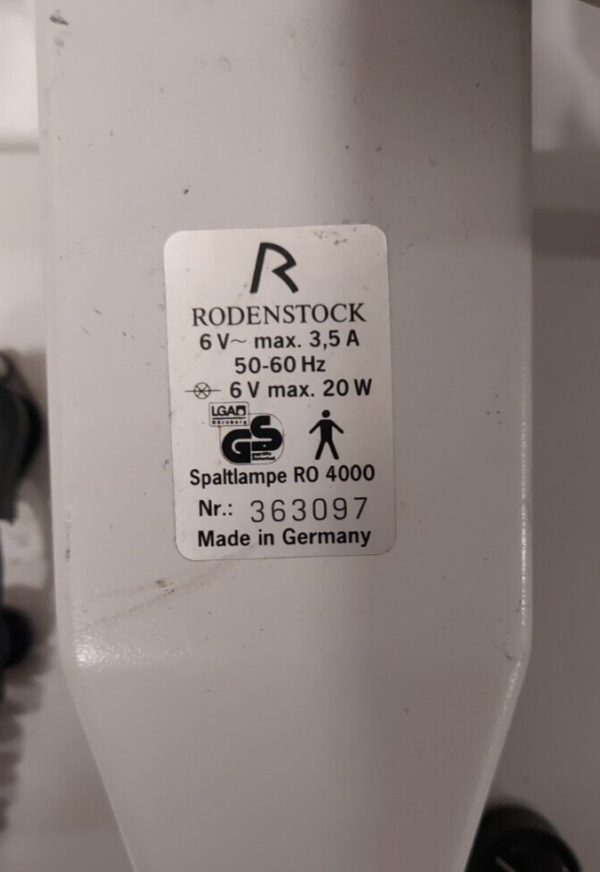 R
RODENSTOCK
6 V~ max. 3,5 A
50-60 Hz
6 V max. 20 W
LGA
Nürnberg
GS
Spaltlampe RO 4000
Nr.: 363097
Made in Germany